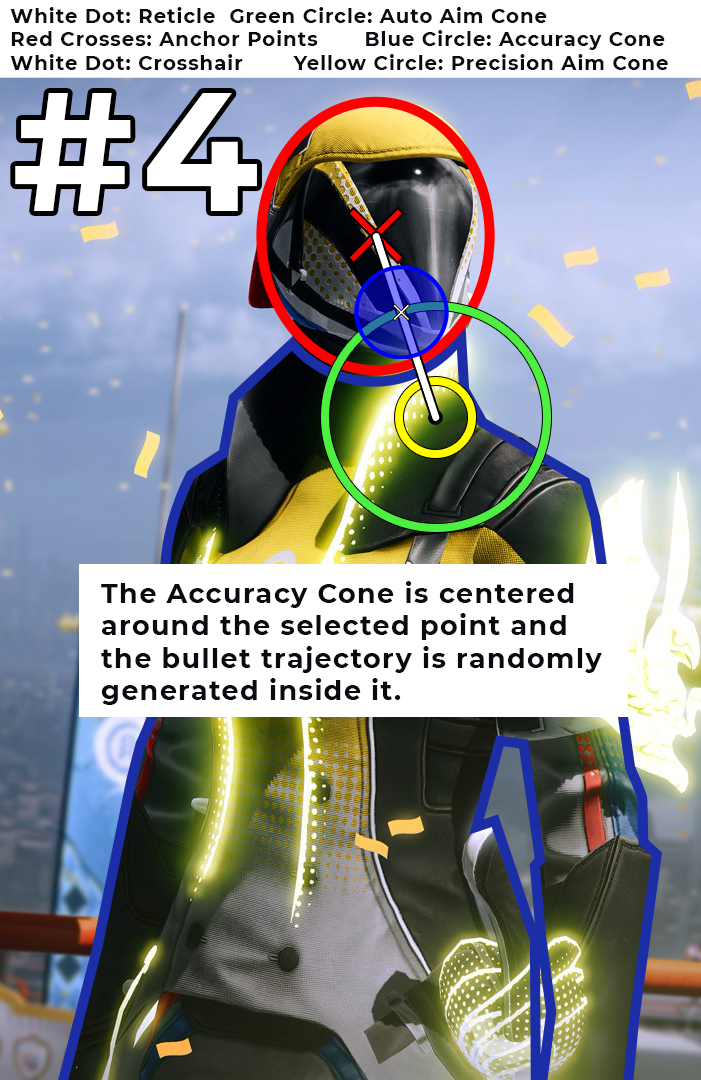 White Dot: Reticle  Green Circle: Auto Aim Cone
Red Crosses: Anchor Points  Blue Circle: Accuracy Cone
White Dot: Crosshair  Yellow Circle: Precision Aim Cone
#4
The Accuracy Cone is centered
around the selected point and
the bullet trajectory is randomly
generated inside it.